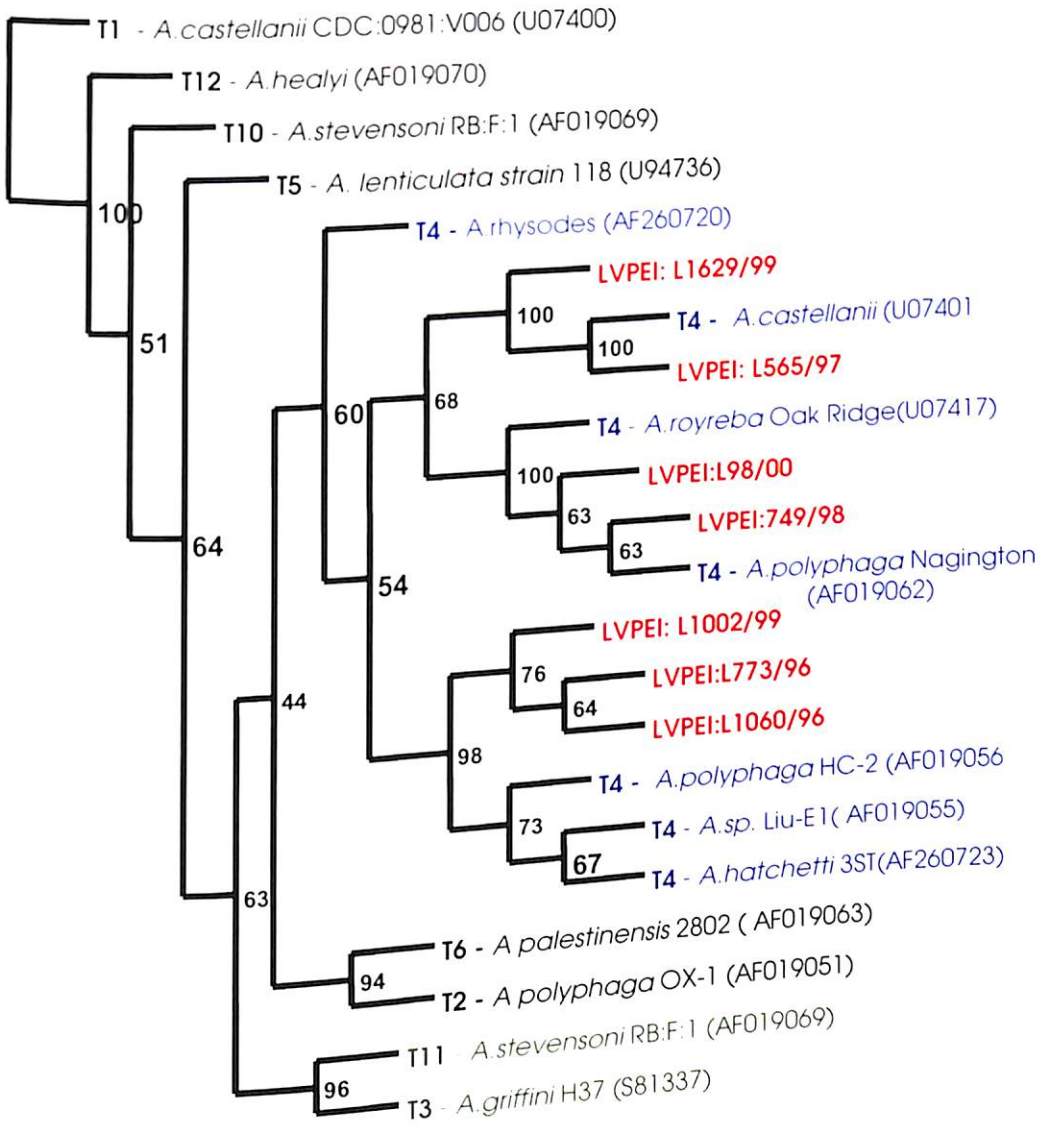 T1 - A.castellanii CDC:0981:V006 (U07400)
T12 - A.healyi (AF019070)
T10 - A.stevensoni RB:F:1 (AF019069)
T5 - A. lenticulata strain 118 (U94736)
100
T4 - A.rhysodes (AF260720)
LVPEI: L1629/99
100
T4 - A.castellanii (U07401
51
100
LVPEI: L565/97
68
60
T4 - A.royreba Oak Ridge(U07417)
100
LVPEI:L98/00
63
LVPEI:749/98
64
63
T4 - A.polyphaga Nagington
(AF019062)
54
LVPEI: L1002/99
76
LVPEI:L773/96
44
64
LVPEI:L1060/96
98
T4 - A.polyphaga HC-2 (AF019056
73
T4 - A.sp. Liu-E1( AF019055)
67
T4 - A.hatchetti 3ST(AF260723)
63
T6 - A palestinensis 2802 ( AF019063)
94
T2 - A polyphaga OX-1 (AF019051)
T11 - A.stevensoni RB:F:1 (AF019069)
96
T3 - A.griffini H37 (S81337)